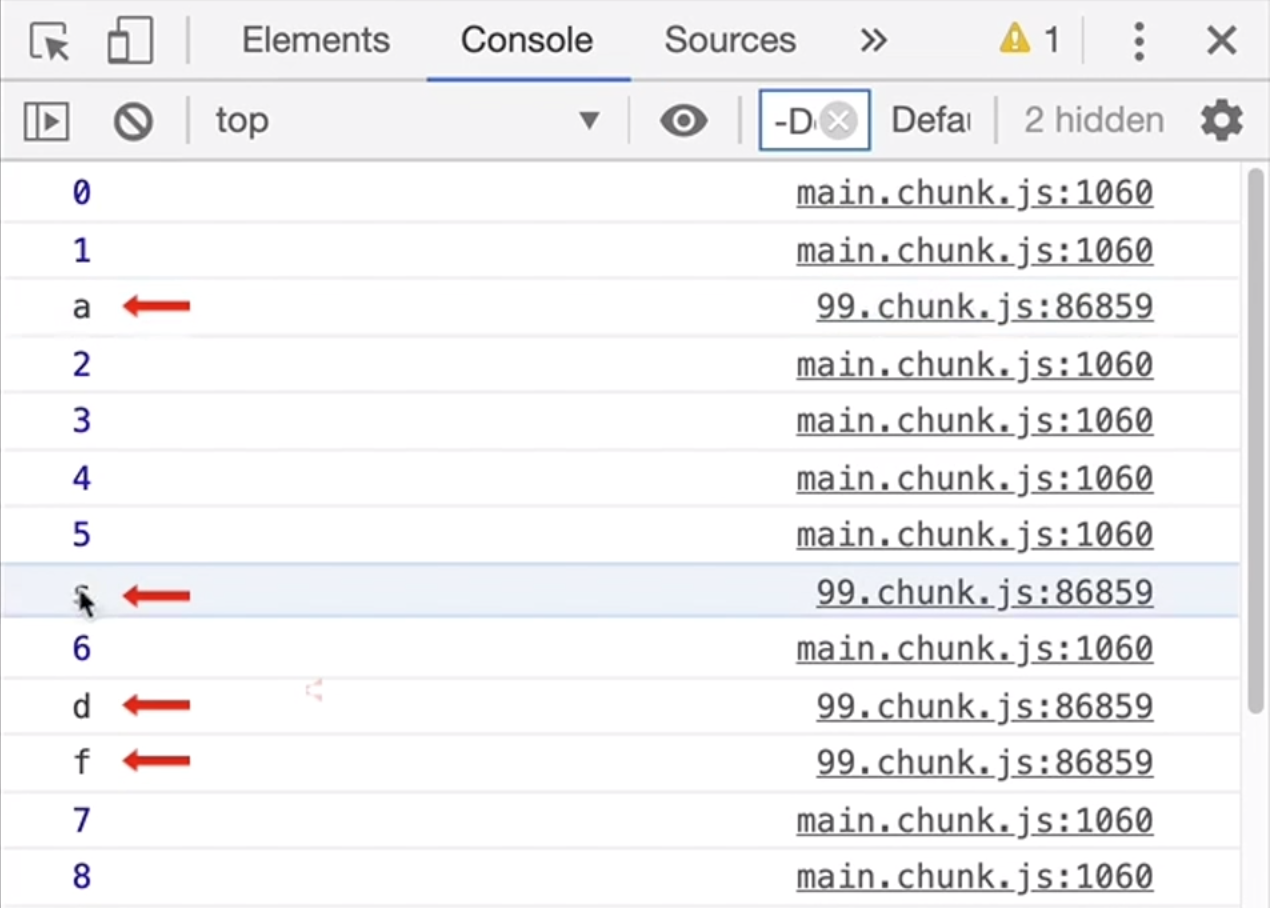 Elements Console Sources 1
top -D Defau 2 hidden
0 main.chunk.js:1060
1 main.chunk.js:1060
a 99.chunk.js:86859
2 main.chunk.js:1060
3 main.chunk.js:1060
4 main.chunk.js:1060
5 main.chunk.js:1060
99.chunk.js:86859
6 main.chunk.js:1060
d 99.chunk.js:86859
f 99.chunk.js:86859
7 main.chunk.js:1060
8 main.chunk.js:1060